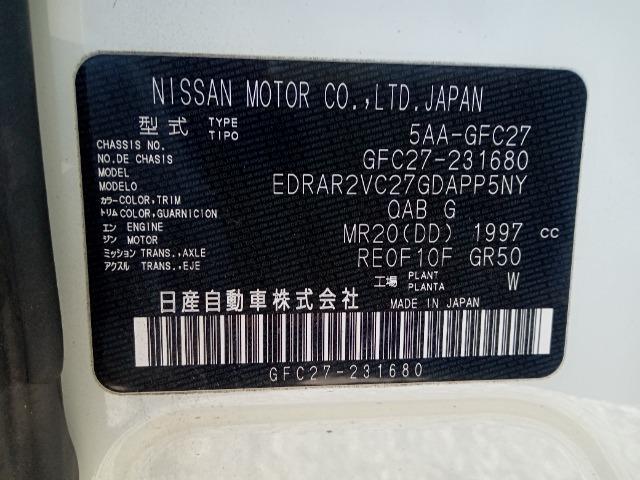 NISSAN MOTOR CO.,LTD.JAPAN
型式 TYPE TIPO 5AA-GFC27
CHASSIS NO.
NO.DE CHASSIS GFC27-231680
MODEL
MODELO EDRAR2VC27GDAPP5NY
カラー COLOR,TRIM
トリム COLOR,GUARNICION QAB G
エン ENGINE
ジン MOTOR MR20(DD) 1997 cc
ミッション TRANS.,AXLE
アクスル TRANS.,EJE RE0F10F GR50
工場 PLANT PLANTA W
日産自動車株式会社 MADE IN JAPAN
GFC27-231680